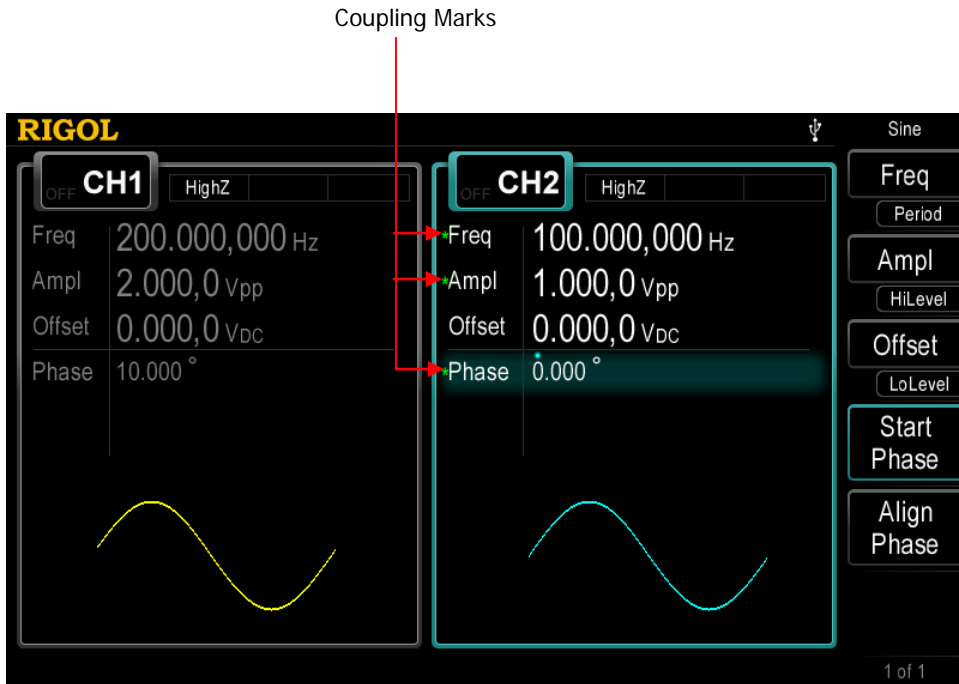 Coupling Marks
RIGOL
Sine
OFF CH1 HighZ
Freq 200.000,000 Hz
Ampl 2.000,0 Vpp
Offset 0.000,0 VDC
Phase 10.000 °
OFF CH2 HighZ
*Freq 100.000,000 Hz
*Ampl 1.000,0 Vpp
Offset 0.000,0 VDC
*Phase 0.000 °
Freq
Period
Ampl
HiLevel
Offset
LoLevel
Start
Phase
Align
Phase
1 of 1